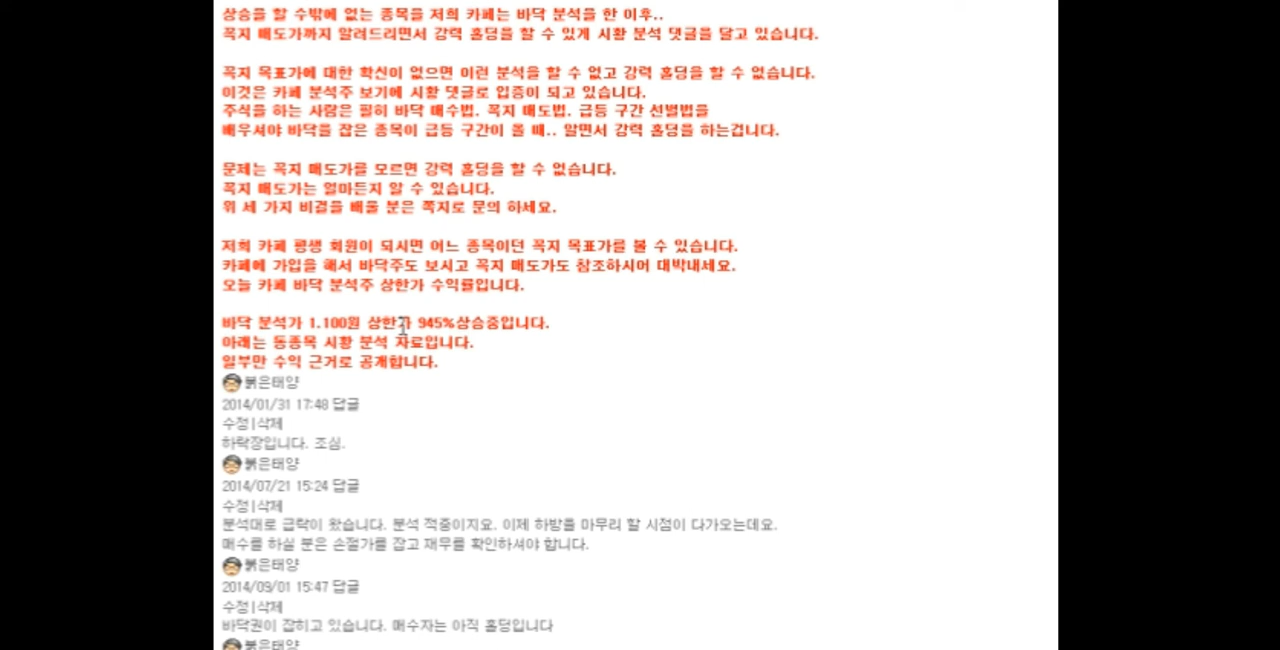 상승을 할 수밖에 없는 종목을 저희 카페는 바닥 분석을 한 이후..
꼭지 매도가까지 알려드리면서 강력 홀딩을 할 수 있게 시황 분석 댓글을 달고 있습니다.
꼭지 목표가에 대한 확신이 없으면 이런 분석을 할 수 없고 강력 홀딩을 할 수 없습니다.
이것은 카페 분석주 보기에 시황 댓글로 입증이 되고 있습니다.
주식을 하는 사람은 필히 바닥 매수법. 꼭지 매도법. 급등 구간 선별법을
배우셔야 바닥을 잡은 종목이 급등 구간이 올 때.. 알면서 강력 홀딩을 하는겁니다.
문제는 꼭지 매도가를 모르면 강력 홀딩을 할 수 없습니다.
꼭지 매도가는 얼마든지 알 수 있습니다.
위 세 가지 비결을 배울 분은 쪽지로 문의 하세요.
저희 카페 평생 회원이 되시면 어느 종목이던 꼭지 목표가를 볼 수 있습니다.
카페에 가입을 해서 바닥주도 보시고 꼭지 매도가도 참조하시어 대박내세요.
오늘 카페 바닥 분석주 상한가 수익률입니다.
바닥 분석가 1.100원 상한가 945%상승중입니다.
아래는 동종목 시황 분석 자료입니다.
일부만 수익 근거로 공개합니다.
붉은태양
2014/01/31 17:48 답글
수정|삭제
하락장입니다. 조심.
붉은태양
2014/07/21 15:24 답글
수정|삭제
분석대로 급락이 왔습니다. 분석 적중이지요. 이제 하방을 마무리 할 시점이 다가오는데요.
매수를 하실 분은 손절가를 잡고 재무를 확인하셔야 합니다.
붉은태양
2014/09/01 15:47 답글
수정|삭제
바닥권이 잡히고 있습니다. 매수자는 아직 홀딩입니다
붉은태양